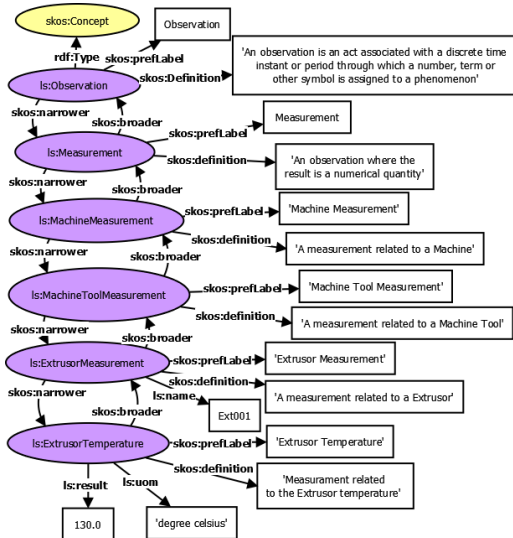 skos:Concept
Observation
rdf:Type
skos:prefLabel
'An observation is an act associated with a discrete time
instant or period through which a number, term or
other symbol is assigned to a phenomenon'
skos:Definition
ls:Observation
skos:narrower
skos:broader
skos:prefLabel
Measurement
ls:Measurement
skos:definition
'An observation where the
result is a numerical quantity'
skos:narrower
skos:broader
skos:prefLabel
'Machine Measurement'
ls:MachineMeasurement
skos:definition
'A measurement related to a Machine'
skos:narrower
skos:broader
skos:prefLabel
'Machine Tool Measurement'
ls:MachineToolMeasurement
skos:definition
'A measurement related to a Machine Tool'
skos:narrower
skos:broader
skos:prefLabel
'Extrusor Measurement'
ls:ExtrusorMeasurement
skos:definition
'A measurement related to a Extrusor'
ls:name
Ext001
skos:narrower
skos:broader
skos:prefLabel
'Extrusor Temperature'
ls:ExtrusorTemperature
skos:definition
'Measurament related
to the Extrusor temperature'
ls:result
ls:uom
130.0
'degree celsius'